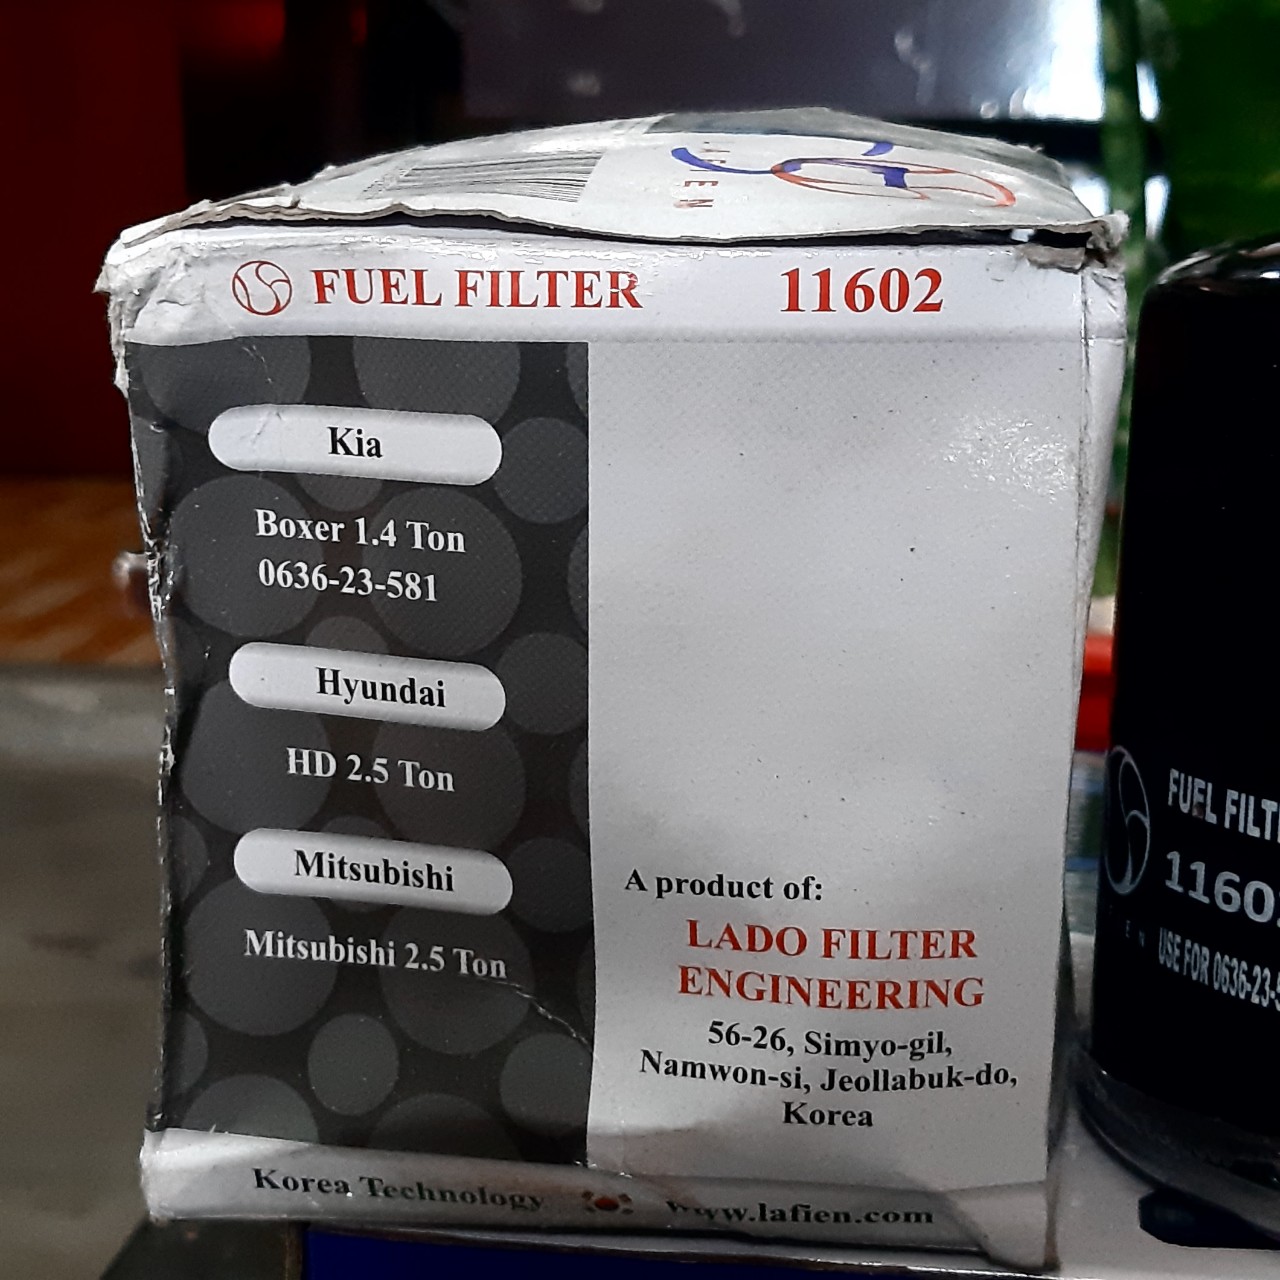 FUEL FILTER 11602
Kia
Boxer 1.4 Ton
0636-23-581
Hyundai
HD 2.5 Ton
Mitsubishi
Mitsubishi 2.5 Ton
A product of:
LADO FILTER
ENGINEERING
56-26, Simyo-gil,
Namwon-si, Jeollabuk-do,
Korea
Korea Technology www.lafien.com
FUEL FILT
1160
USE FOR 0636-23-5